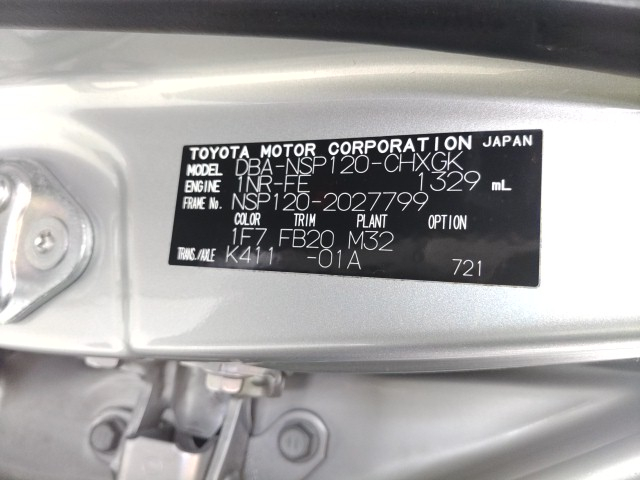 TOYOTA MOTOR CORPORATION JAPAN
MODEL DBA-NSP120-CHXGK
ENGINE 1NR-FE 1329 mL
FRAME No. NSP120-2027799
COLOR TRIM PLANT OPTION
1F7 FB20 M32
TRANS./AXLE K411 -01A 721